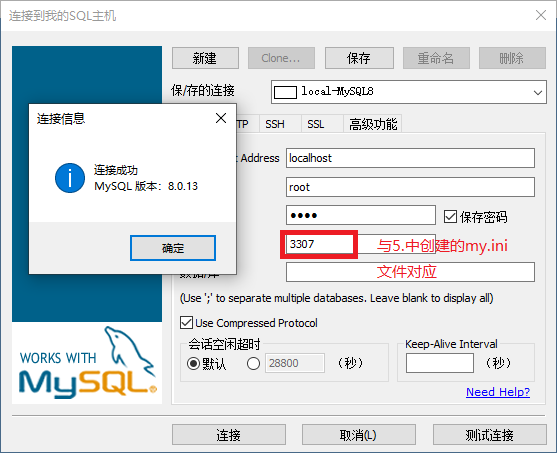 连接到我的SQL主机
新建
Clone...
保存
重命名
删除
保/存的连接
local-MySQL8
连接信息
TP
SSH
SSL
高级功能
连接成功
MySQL 版本：8.0.13
确定
t Address
localhost
root
●●●●
保存密码
3307
与5.中创建的my.ini
文件对应
(Use ';' to separate multiple databases. Leave blank to display all)
Use Compressed Protocol
会话空闲超时
默认
28800
（秒）
Keep-Alive Interval
（秒）
Need Help?
WORKS WITH
MySQL®
连接
取消(L)
测试连接